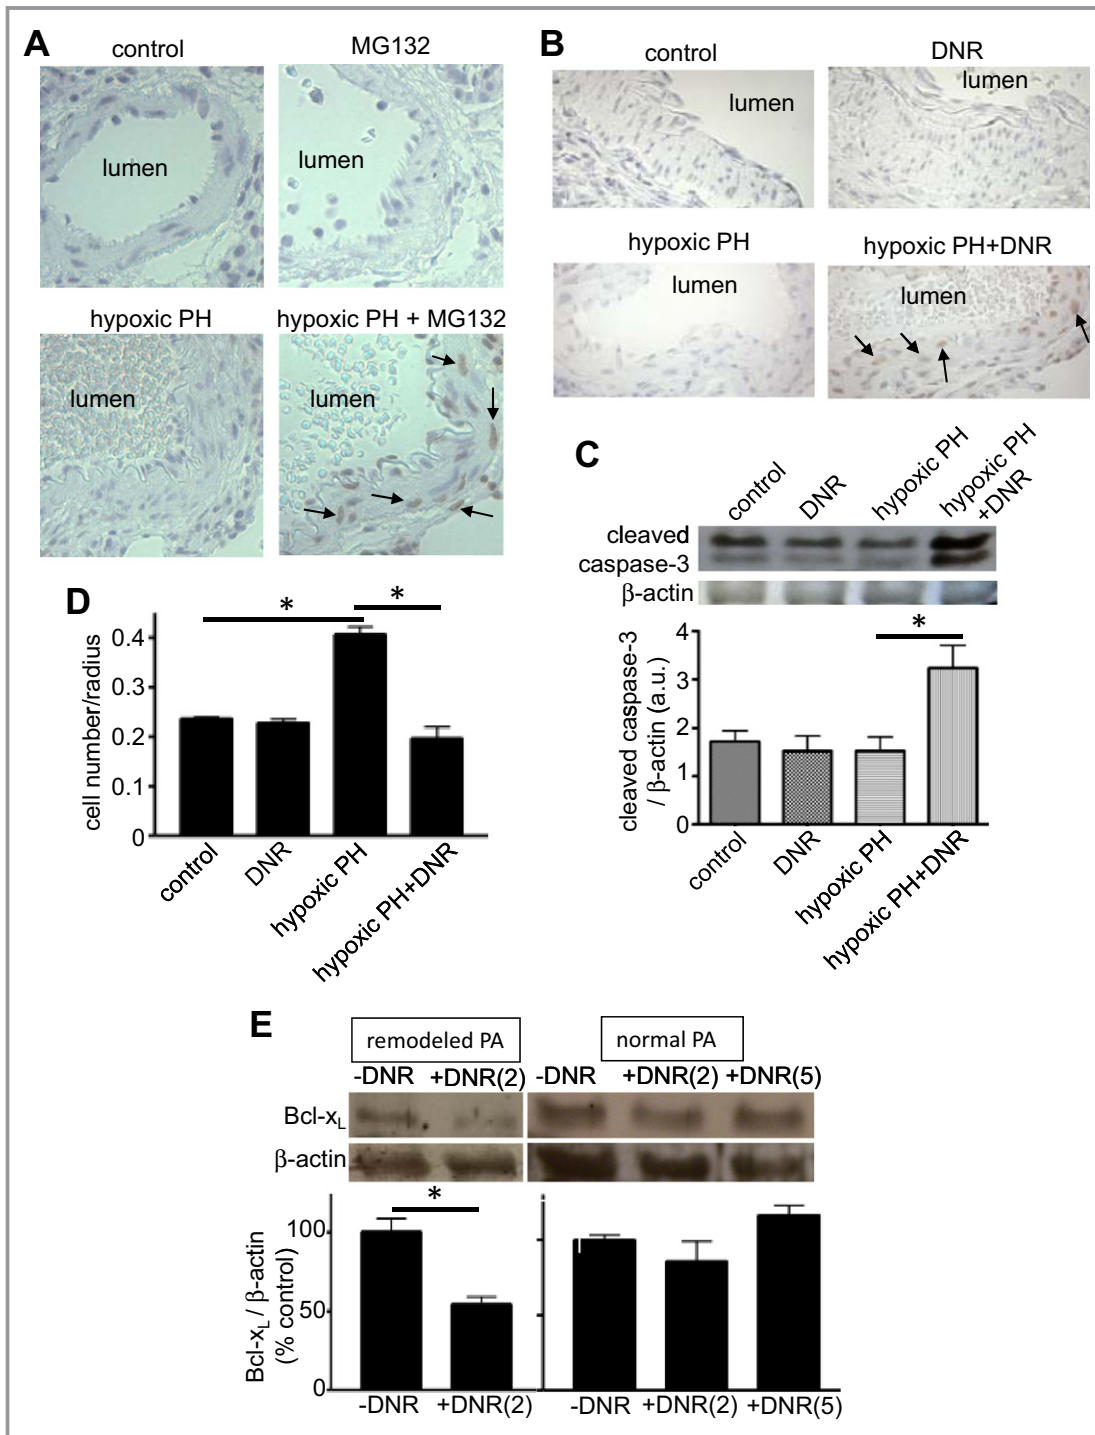 A
control
MG132
lumen
lumen
hypoxic PH
hypoxic PH + MG132
lumen
lumen
B
control
DNR
lumen
lumen
hypoxic PH
hypoxic PH+DNR
lumen
lumen
C
control
DNR
hypoxic PH
hypoxic PH
+DNR
cleaved
caspase-3
β-actin
*
cleaved caspase-3
/ β-actin (a.u.)
4
3
2
1
0
control
DNR
hypoxic PH
hypoxic PH+DNR
D
*
*
cell number/radius
0.4
0.3
0.2
0.1
0
control
DNR
hypoxic PH
hypoxic PH+DNR
E
remodeled PA
normal PA
-DNR +DNR(2) -DNR +DNR(2) +DNR(5)
Bcl-xL
β-actin
*
Bcl-xL / β-actin
(% control)
100
50
0
-DNR +DNR(2) -DNR +DNR(2) +DNR(5)